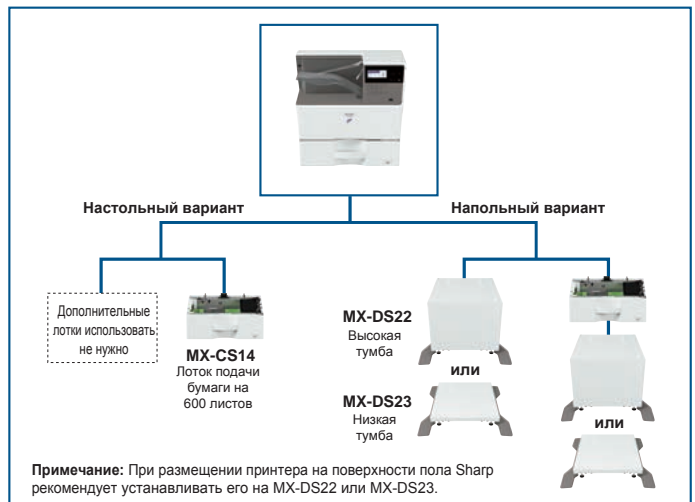 Настольный вариант
Напольный вариант
Дополнительные
лотки использовать
не нужно
MX-CS14
Лоток подачи
бумаги на
600 листов
MX-DS22
Высокая
тумба
или
MX-DS23
Низкая
тумба
или
Примечание: При размещении принтера на поверхности пола Sharp
рекомендует устанавливать его на MX-DS22 или MX-DS23.